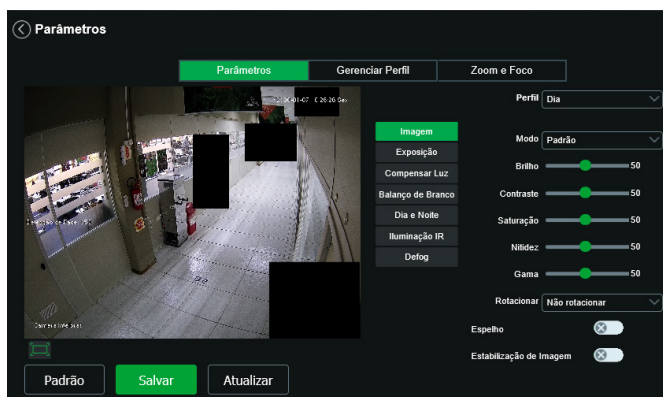 Parâmetros
Parâmetros
Gerenciar Perfil
Zoom e Foco
Perfil
Dia
Imagem
Exposição
Compensar Luz
Balanço de Branco
Dia e Noite
Iluminação IR
Defog
Modo
Padrão
Brilho
50
Contraste
50
Saturação
50
Nitidez
50
Gama
50
Rotacionar
Não rotacionar
Espelho
Estabilização de Imagem
Padrão
Salvar
Atualizar